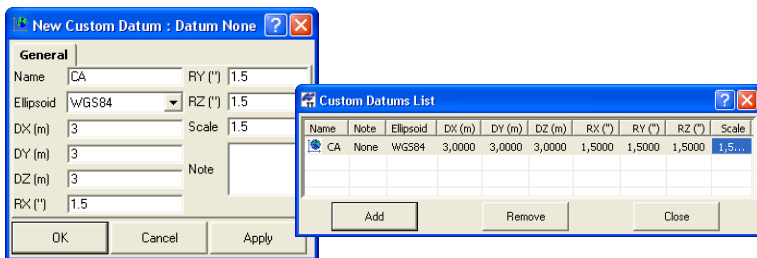 New Custom Datum : Datum None
General
Name CA RY (") 1.5
Ellipsoid WGS84 RZ (") 1.5
DX (m) 3 Scale 1.5
DY (m) 3
DZ (m) 3 Note
RX (") 1.5
OK Cancel Apply
Custom Datums List
Name Note Ellipsoid DX (m) DY (m) DZ (m) RX (") RY (") RZ (") Scale
CA None WGS84 3,0000 3,0000 3,0000 1,5000 1,5000 1,5000 1,5...
Add Remove Close